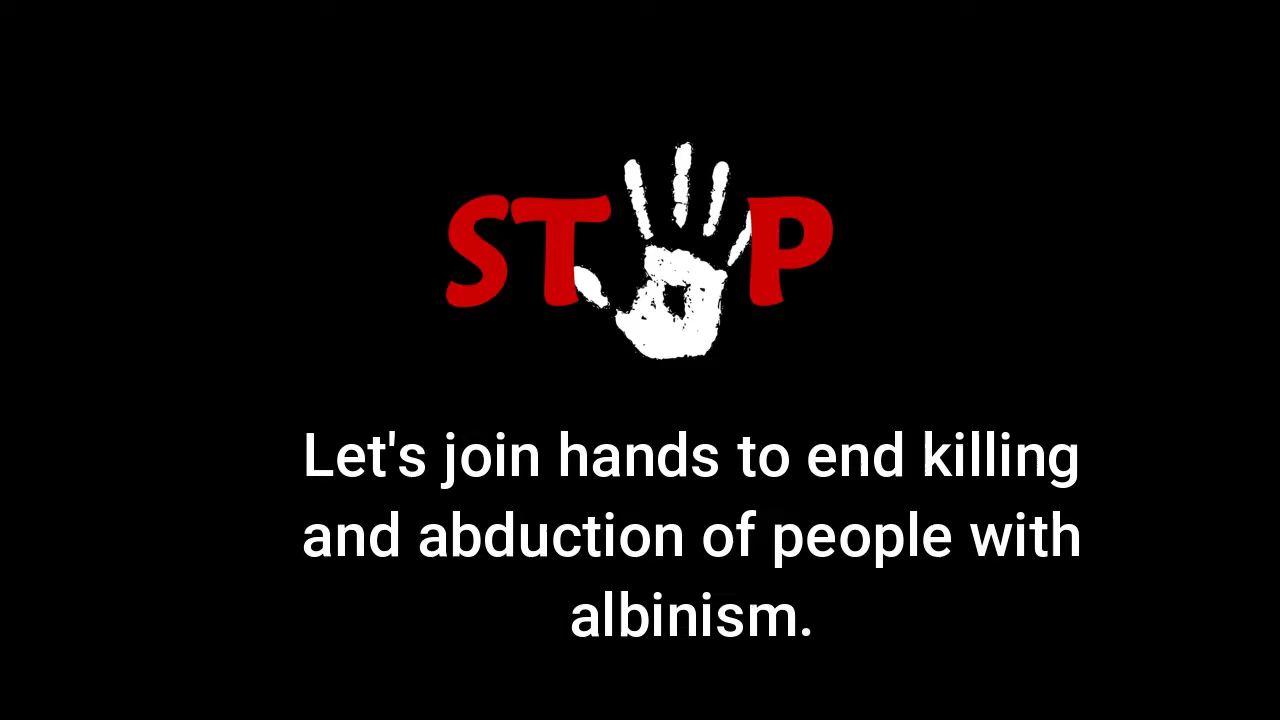 STOP
Let's join hands to end killing
and abduction of people with
albinism.